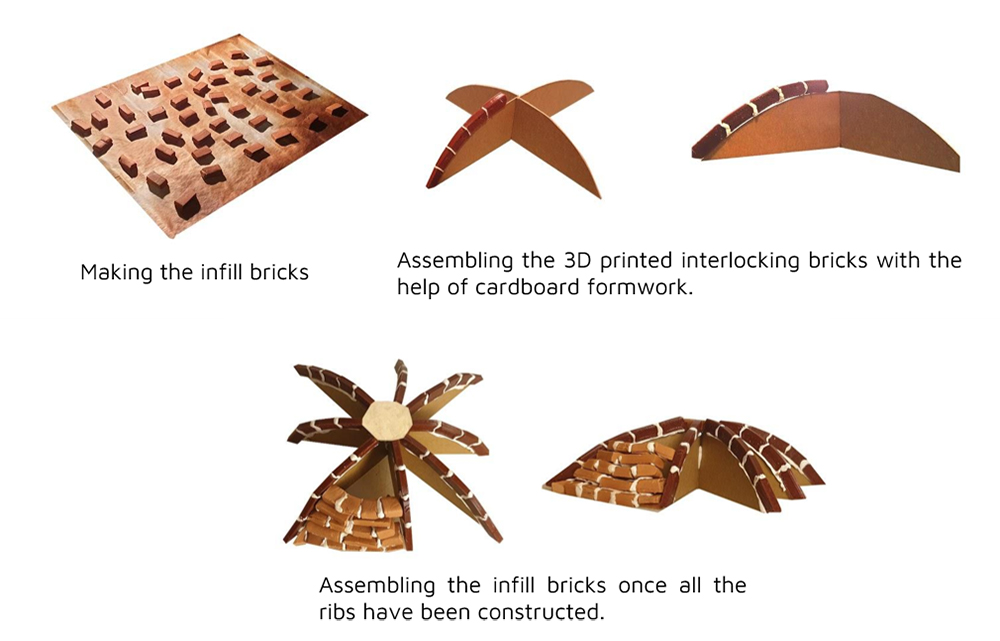 Making the infill bricks
Assembling the 3D printed interlocking bricks with the
help of cardboard formwork.
Assembling the infill bricks once all the
ribs have been constructed.